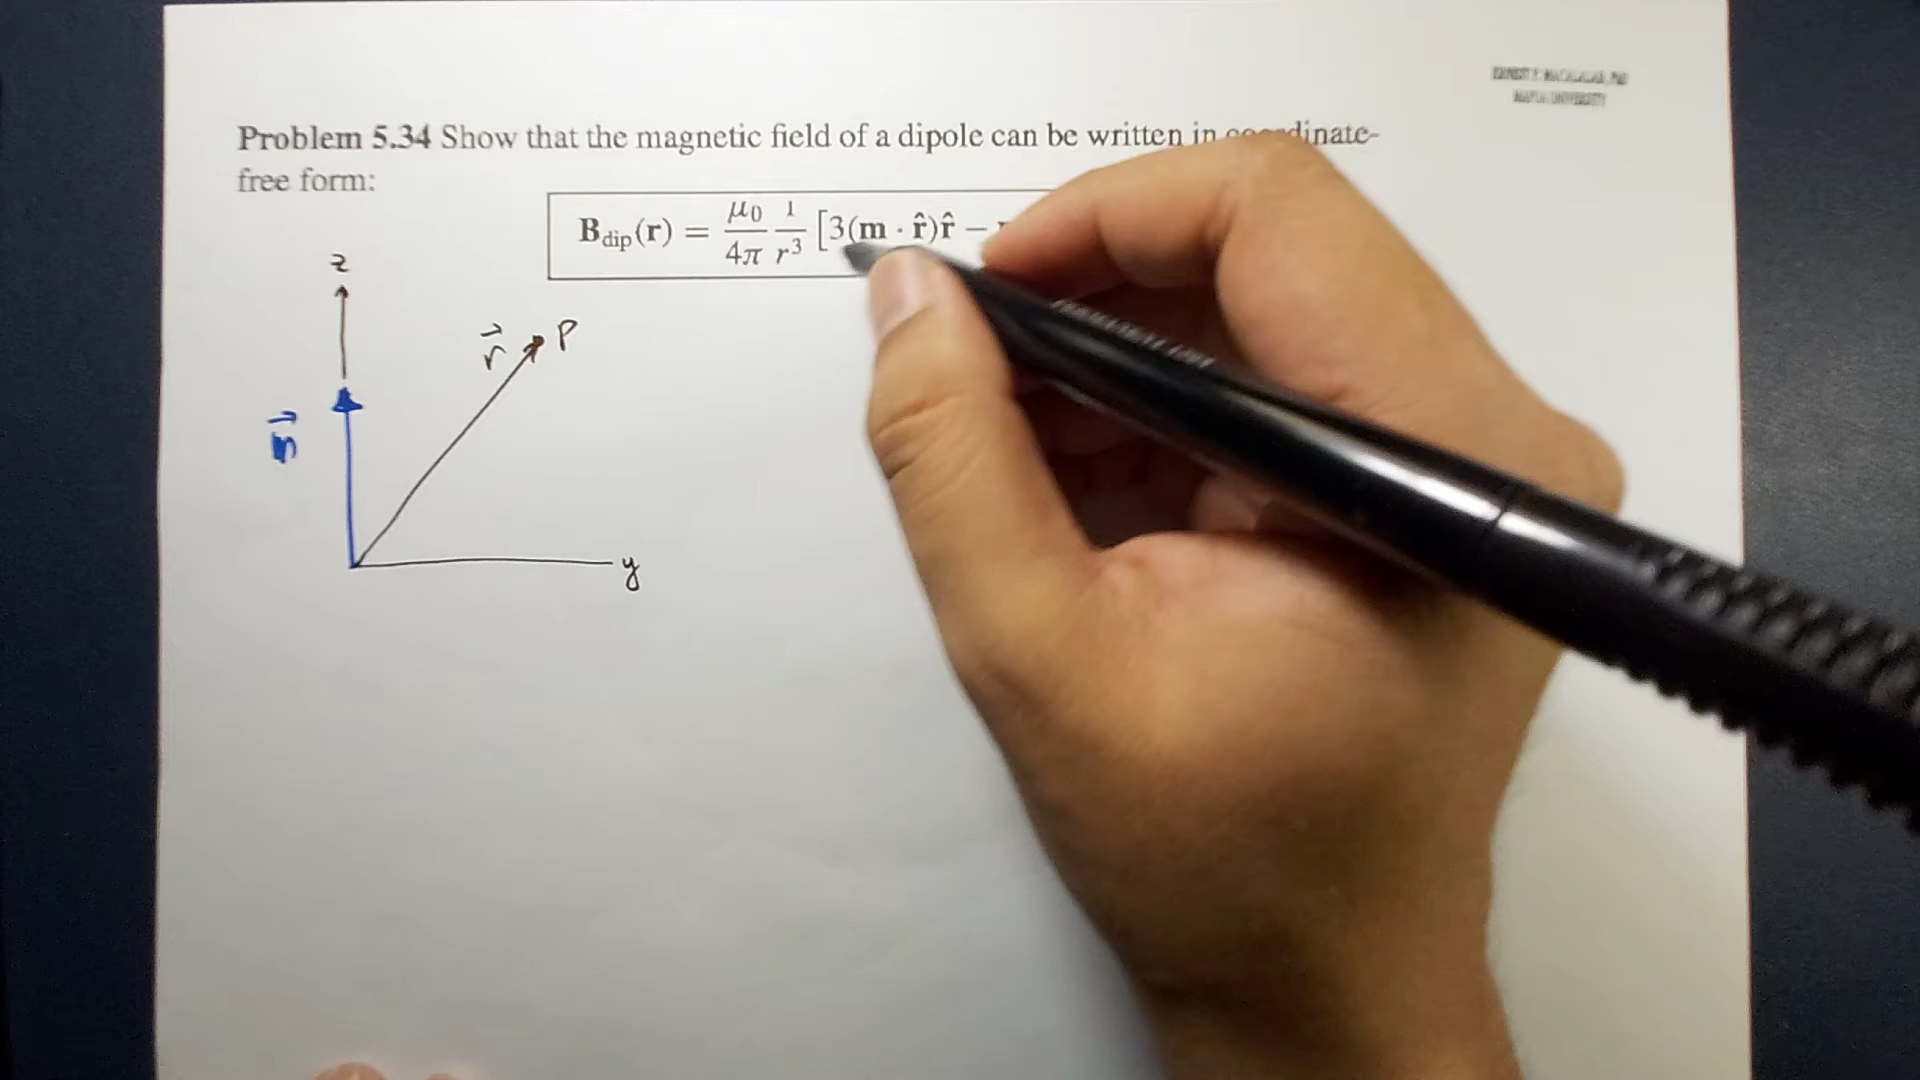 Problem 5.34 Show that the magnetic field of a dipole can be written in
free form:
B_dip(r) = μ0/4π 1/r³ [3(m · r̂)r̂ −
z
r⃗ P
m⃗
y